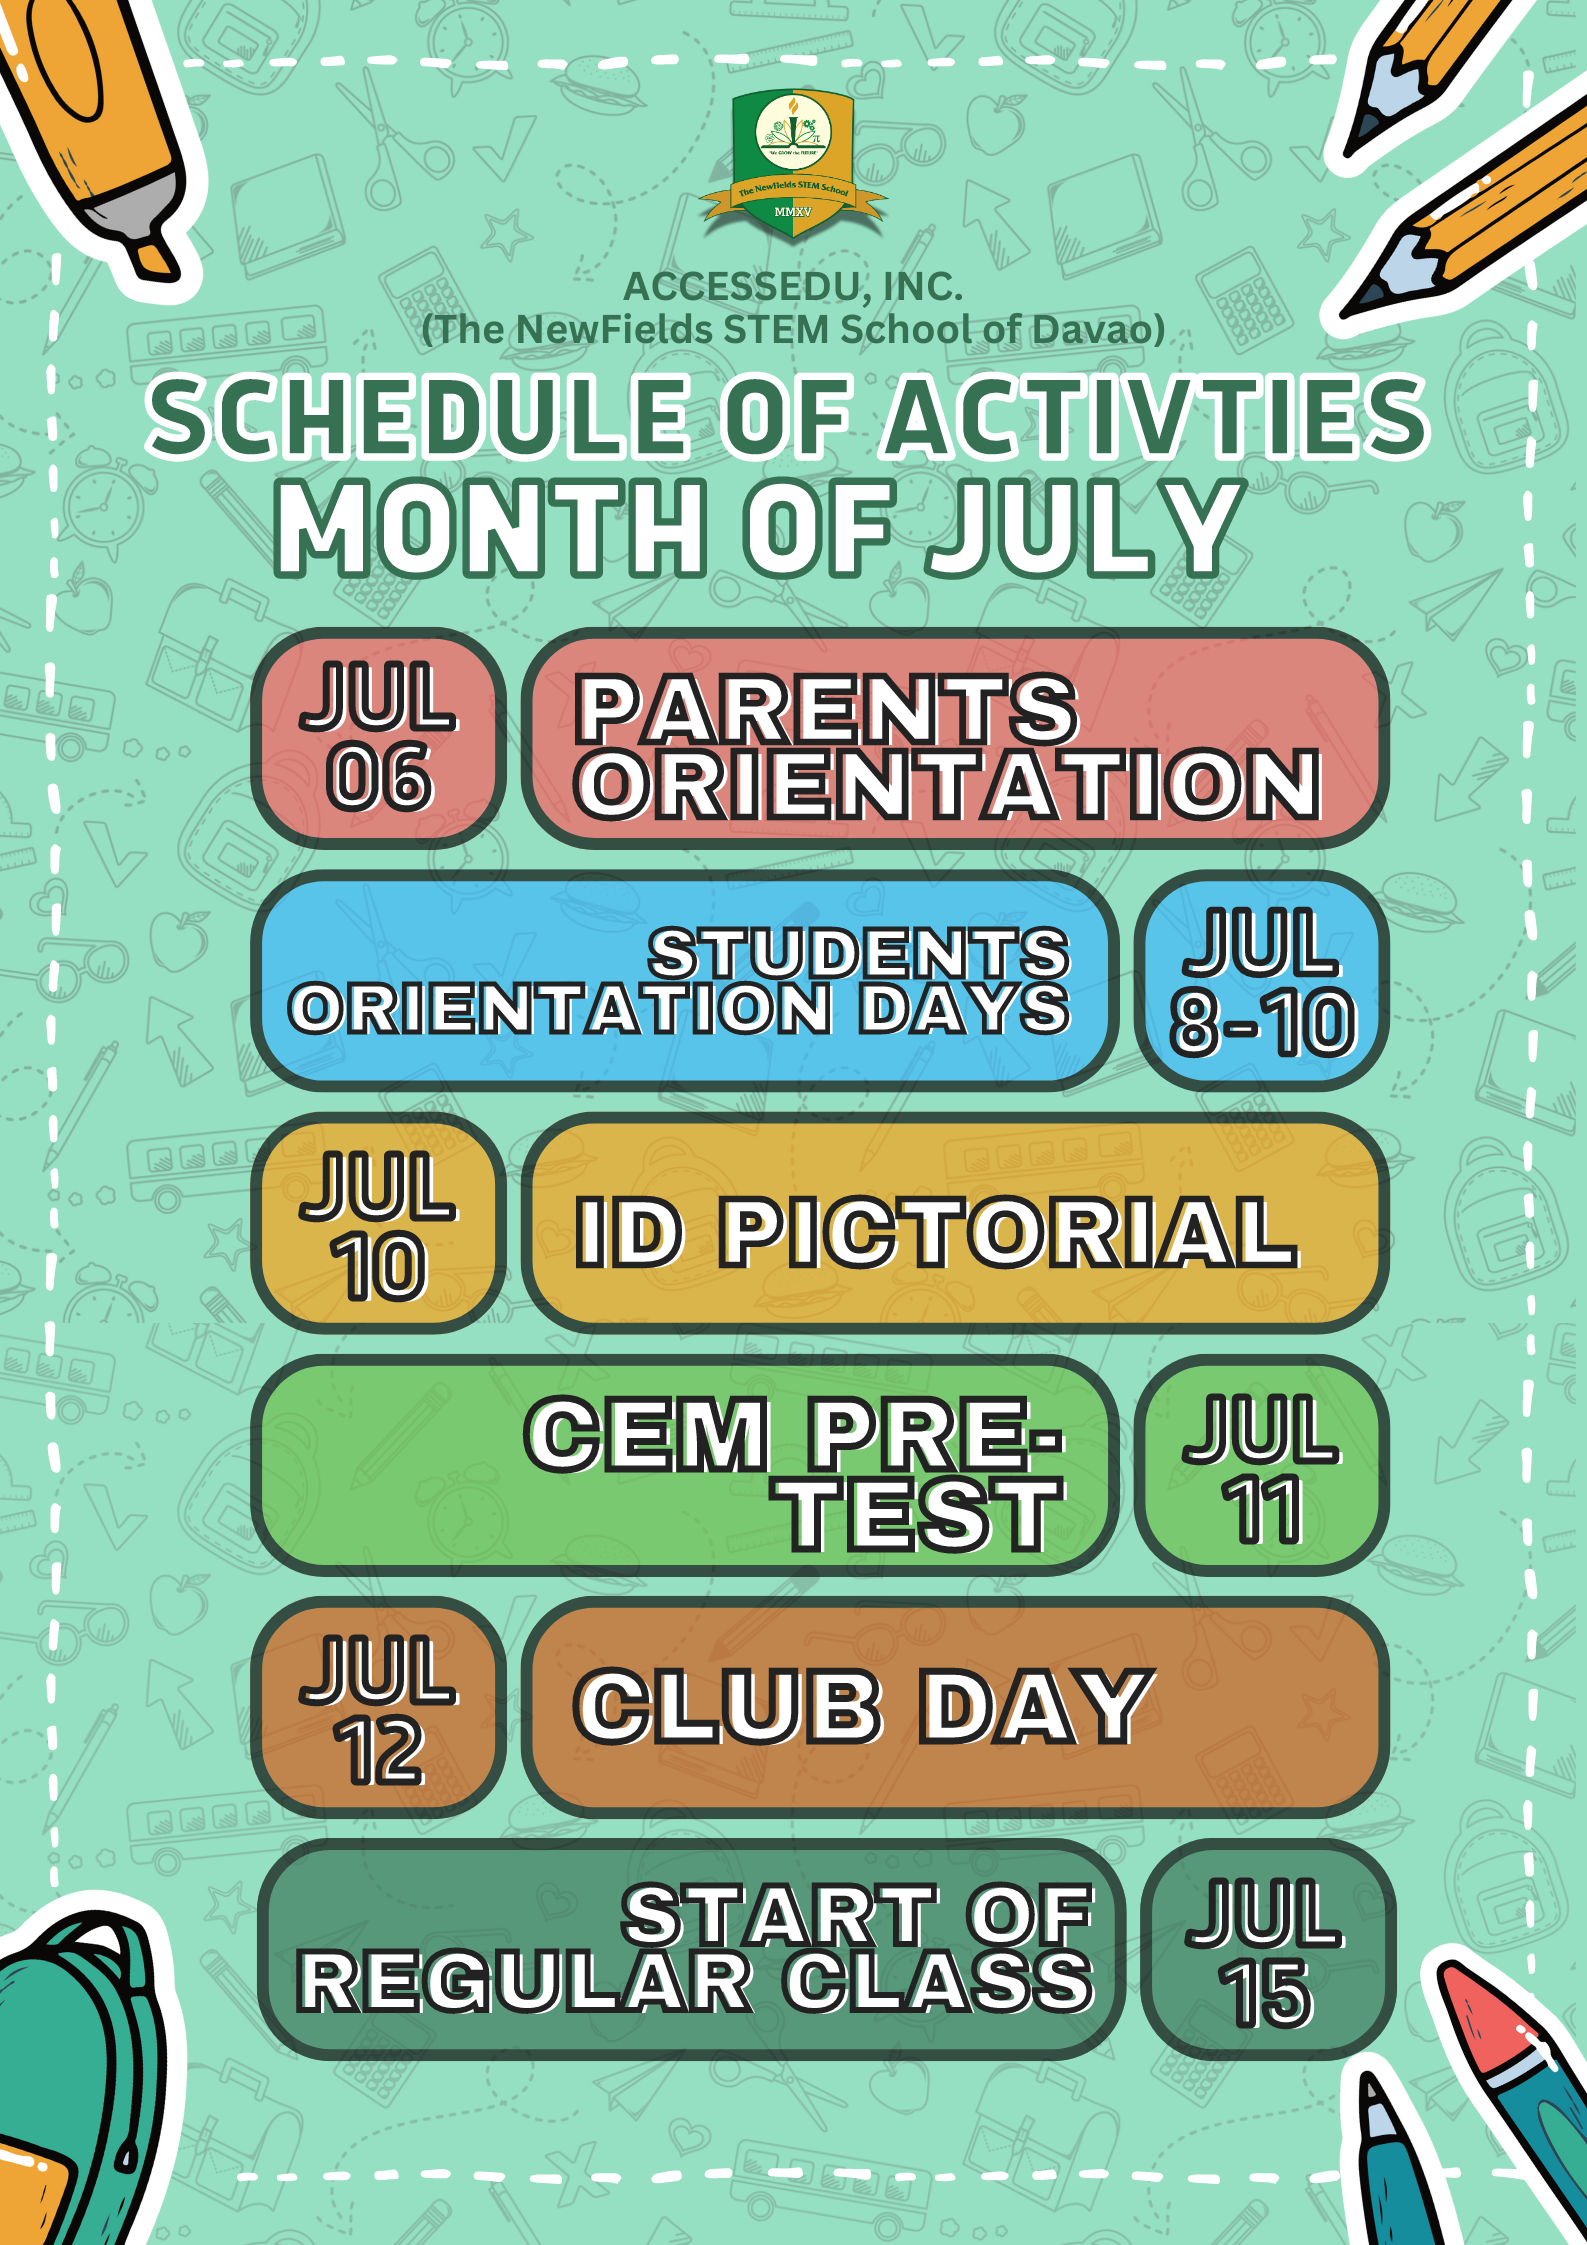 "We GROW the FUTURE"
The NewFields STEM School
MMXV
ACCESSEDU, INC.
(The NewFields STEM School of Davao)
SCHEDULE OF ACTIVTIES
MONTH OF JULY
JUL
06
PARENTS
ORIENTATION
STUDENTS
ORIENTATION DAYS
JUL
8-10
JUL
10
ID PICTORIAL
CEM PRE-
TEST
JUL
11
JUL
12
CLUB DAY
START OF
REGULAR CLASS
JUL
15